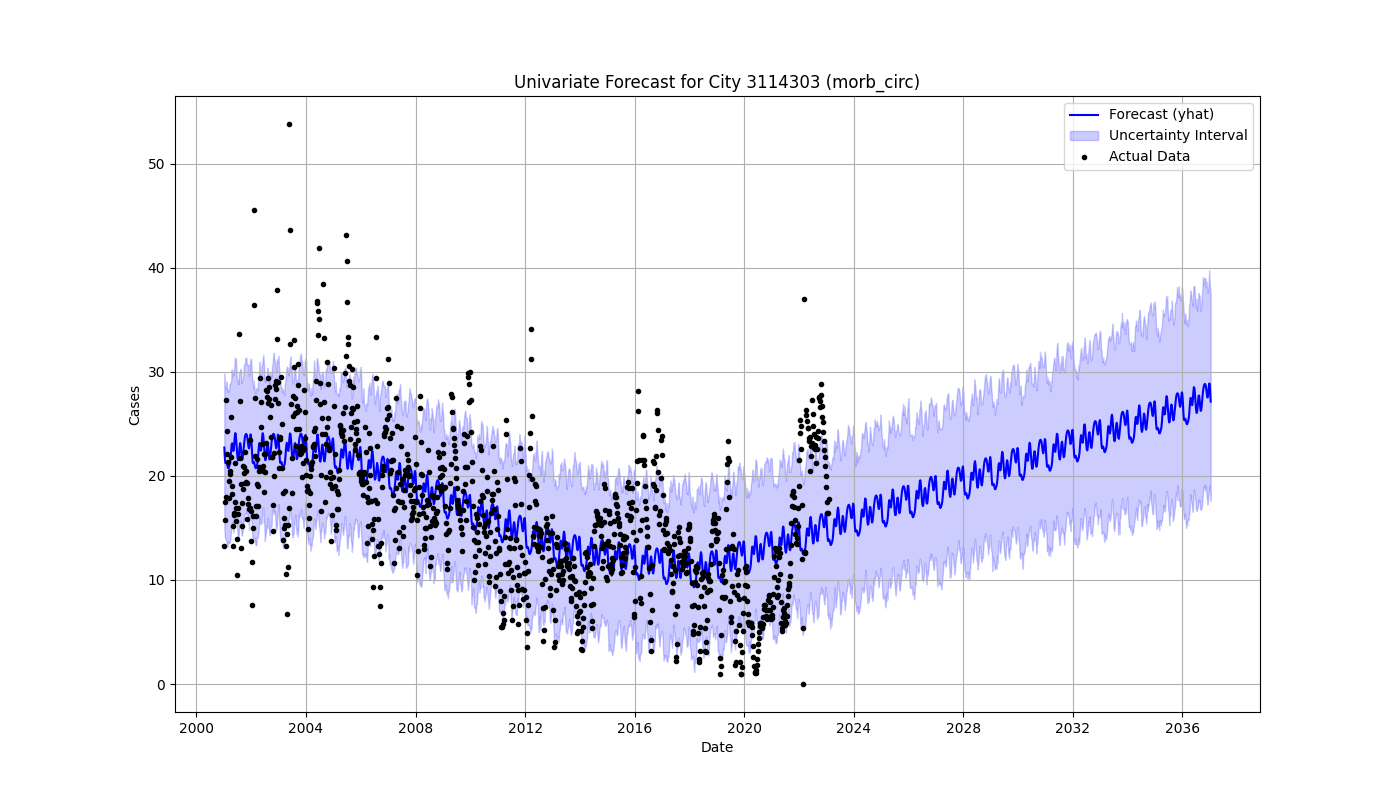 Univariate Forecast for City 3114303 (morb_circ)
Forecast (yhat)
Uncertainty Interval
Actual Data
50
40
30
20
10
0
Cases
2000 2004 2008 2012 2016 2020 2024 2028 2032 2036
Date